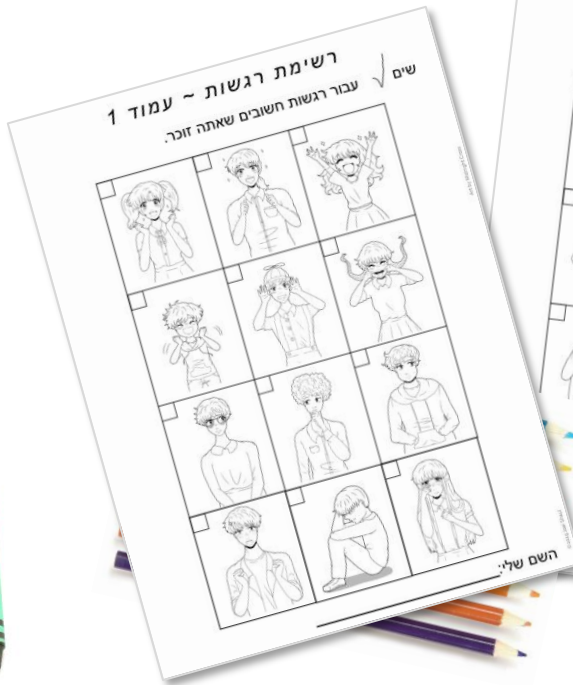 רשימת רגשות ~ עמוד 1
שים √ עבור רגשות חשובים שאתה זוכר.
השם שלי: